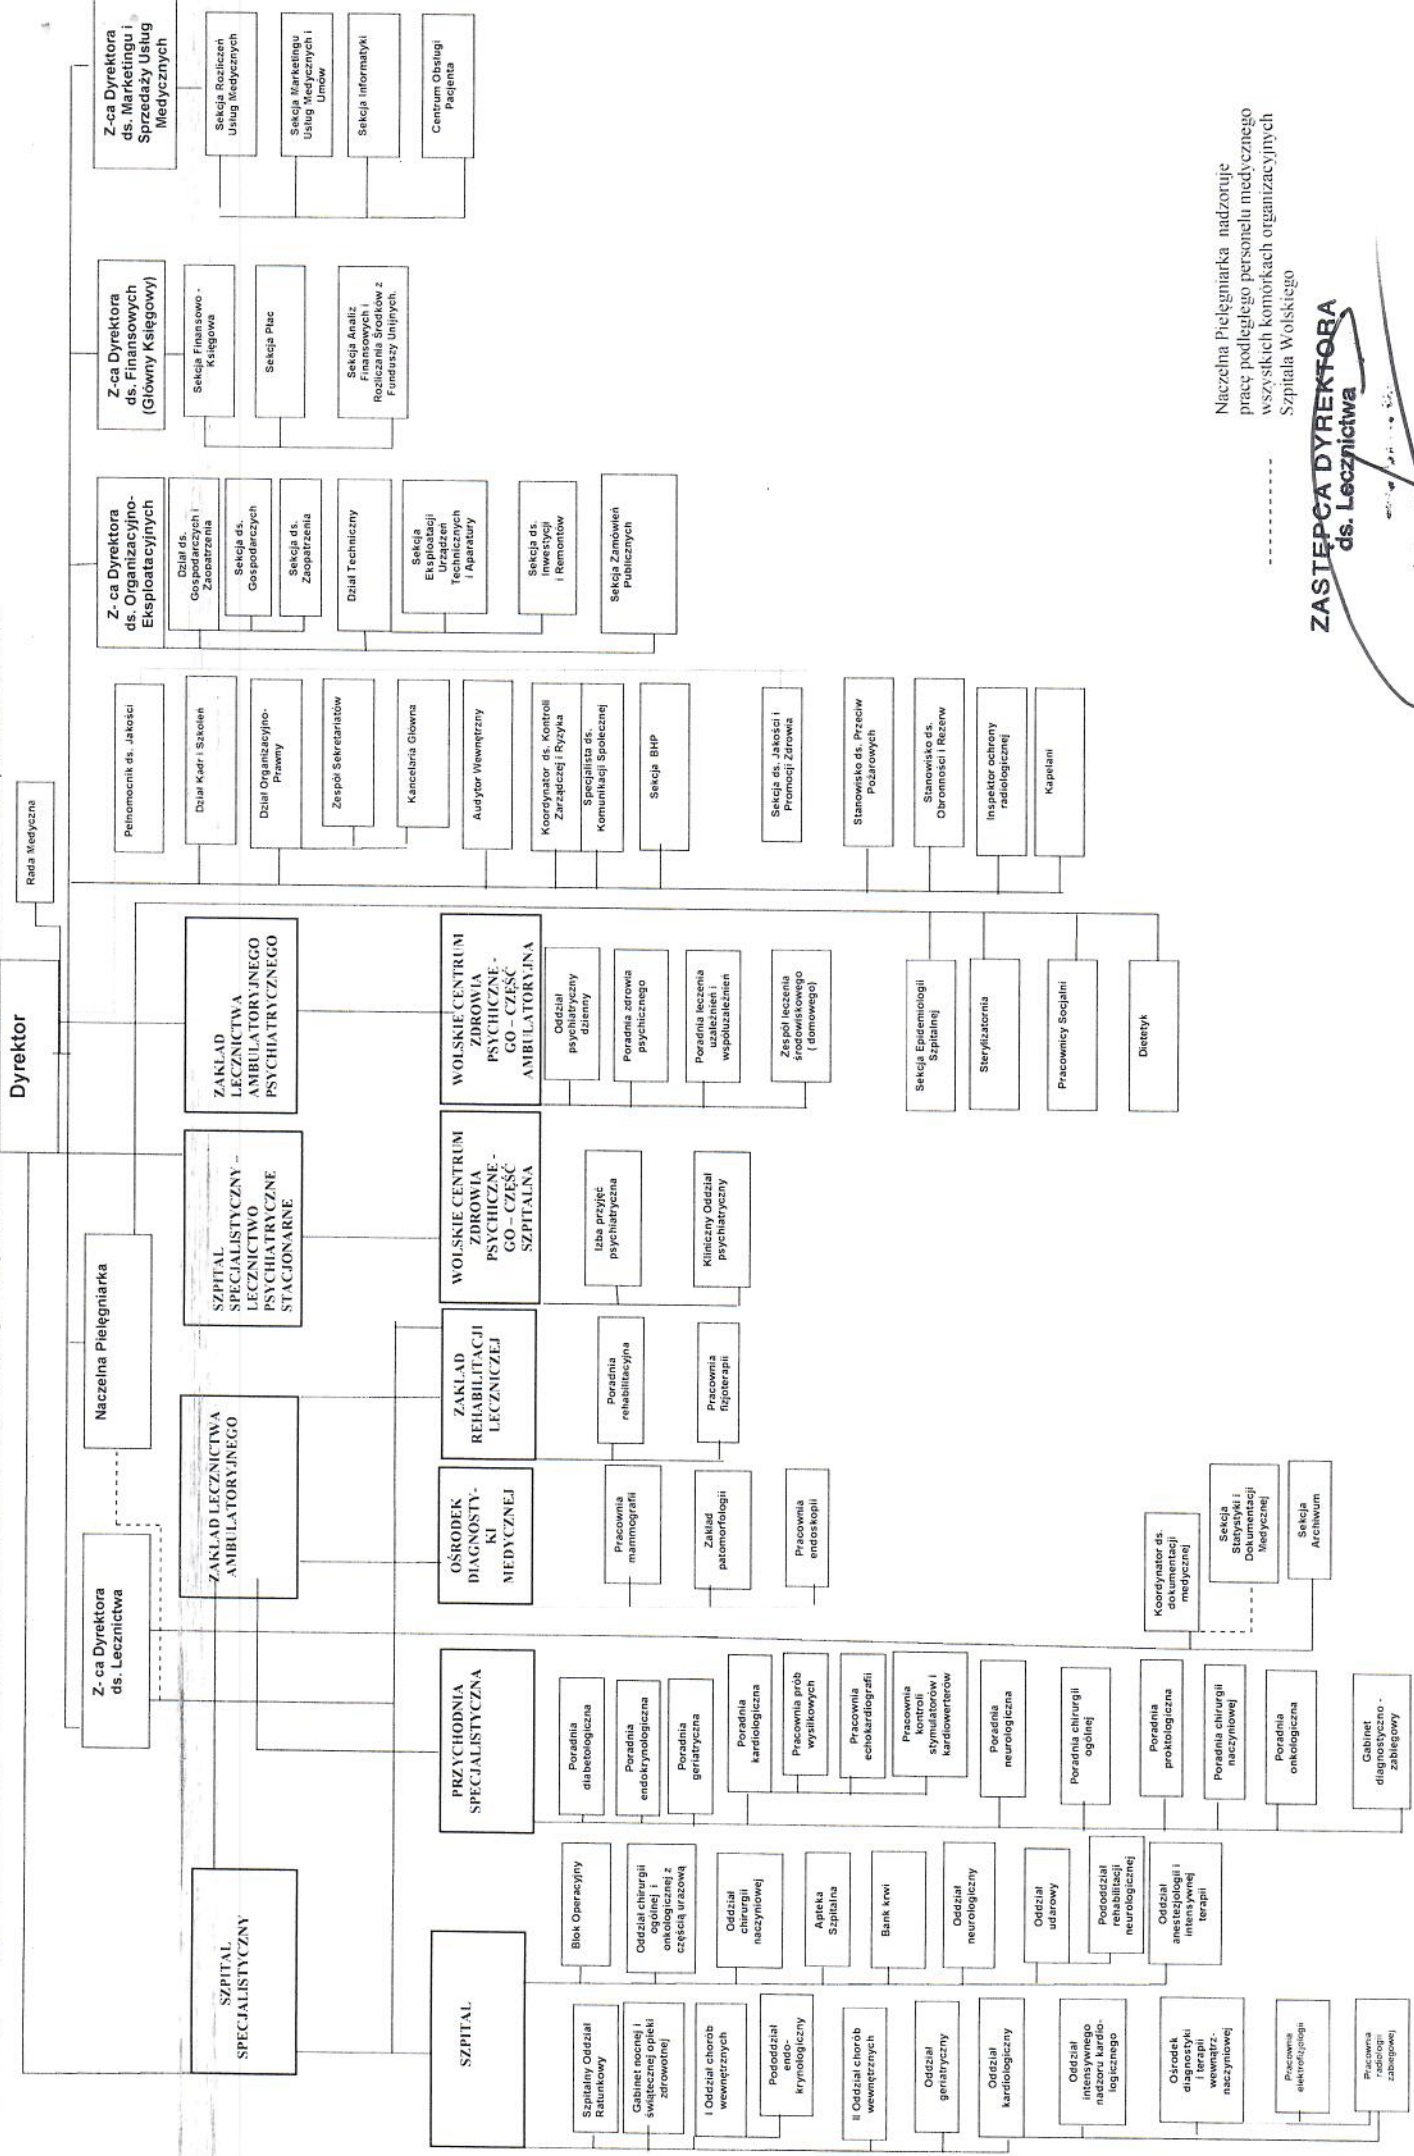 Dyrektor
Rada Medyczna
Z- ca Dyrektora
ds. Lecznictwa
Naczelna Pielęgniarka
Z- ca Dyrektora
ds. Organizacyjno-
Eksploatacyjnych
Z-ca Dyrektora
ds. Finansowych
(Główny Księgowy)
Z-ca Dyrektora
ds. Marketingu i
Sprzedaży Usług
Medycznych
SZPITAL
SPECJALISTYCZNY
ZAKŁAD LECZNICTWA
AMBULATORYJNEGO
SZPITAL
SPECJALISTYCZNY –
LECZNICTWO
PSYCHIATRYCZNE
STACJONARNE
ZAKŁAD
LECZNICTWA
AMBULATORYJNEGO
PSYCHIATRYCZNEGO
SZPITAL
PRZYCHODNIA
SPECJALISTYCZNA
OŚRODEK
DIAGNOSTY-
KI
MEDYCZNEJ
ZAKŁAD
REHABILITACJI
LECZNICZEJ
WOLSKIE CENTRUM
ZDROWIA
PSYCHICZNE -
GO – CZĘŚĆ
SZPITALNA
WOLSKIE CENTRUM
ZDROWIA
PSYCHICZNE -
GO – CZĘŚĆ
AMBULATORYJNA
Szpitalny Oddział
Ratunkowy
Gabinet nocnej i
świątecznej opieki
zdrowotnej
I Oddział chorób
wewnętrznych
Pododdział
endo-
krynologiczny
II Oddział chorób
wewnętrznych
Oddział
geriatryczny
Oddział
kardiologiczny
Oddział
intensywnego
nadzoru kardio-
logicznego
Ośrodek
diagnostyki
i terapii
wewnątrz-
naczyniowej
Pracownia
elektrofizjologii
Pracownia
radiologii
zabiegowej
Blok Operacyjny
Oddział chirurgii
ogólnej i
onkologicznej z
częścią urazową
Oddział
chirurgii
naczyniowej
Apteka
Szpitalna
Bank krwi
Oddział
neurologiczny
Oddział
udarowy
Pododdział
rehabilitacji
neurologicznej
Oddział
anestezjologii i
intensywnej
terapii
Poradnia
diabetologiczna
Poradnia
endokrynologiczna
Poradnia
geriatryczna
Poradnia
kardiologiczna
Pracownia prób
wysiłkowych
Pracownia
echokardiografii
Pracownia
kontroli
stymulatorów i
kardiowerterów
Poradnia
neurologiczna
Poradnia chirurgii
ogólnej
Poradnia
proktologiczna
Poradnia chirurgii
naczyniowej
Poradnia
onkologiczna
Gabinet
diagnostyczno -
zabiegowy
Pracownia
mammografii
Zakład
patomorfologii
Pracownia
endoskopii
Koordynator ds.
dokumentacji
medycznej
Sekcja
Statystyki i
Dokumentacji
Medycznej
Sekcja
Archiwum
Poradnia
rehabilitacyjna
Pracownia
fizjoterapii
Izba przyjęć
psychiatryczna
Kliniczny Oddział
psychiatryczny
Oddział
psychiatryczny
dzienny
Poradnia zdrowia
psychicznego
Poradnia leczenia
uzależnień i
współuzależnień
Zespół leczenia
środowiskowego
( domowego)
Sekcja Epidemiologii
Szpitalnej
Sterylizatornia
Pracownicy Socjalni
Dietetyk
Pełnomocnik ds. Jakości
Dział Kadr i Szkoleń
Dział Organizacyjno-
Prawny
Zespół Sekretariatów
Kancelaria Główna
Audytor Wewnętrzny
Koordynator ds. Kontroli
Zarządczej i Ryzyka
Specjalista ds.
Komunikacji Społecznej
Sekcja BHP
Sekcja ds. Jakości i
Promocji Zdrowia
Stanowisko ds. Przeciw
Pożarowych
Stanowisko ds.
Obronności i Rezerw
Inspektor ochrony
radiologicznej
Kapelani
Dział ds.
Gospodarczych i
Zaopatrzenia
Sekcja ds.
Gospodarczych
Sekcja ds.
Zaopatrzenia
Dział Techniczny
Sekcja
Eksploatacji
Urządzeń
Technicznych
i Aparatury
Sekcja ds.
Inwestycji
i Remontów
Sekcja Zamówień
Publicznych
Sekcja Finansowo -
Księgowa
Sekcja Płac
Sekcja Analiz
Finansowych i
Rozliczania Środków z
Funduszy Unijnych.
Sekcja Rozliczeń
Usług Medycznych
Sekcja Marketingu
Usług Medycznych i
Umów
Sekcja Informatyki
Centrum Obsługi
Pacjenta
Naczelna Pielęgniarka nadzoruje
pracę podległego personelu medycznego
wszystkich komórkach organizacyjnych
Szpitala Wolskiego
ZASTĘPCA DYREKTORA
ds. Lecznictwa